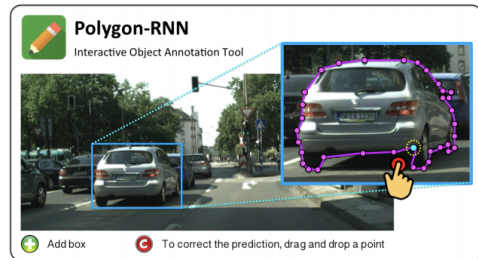 Polygon-RNN
Interactive Object Annotation Tool
Add box
C
To correct the prediction, drag and drop a point